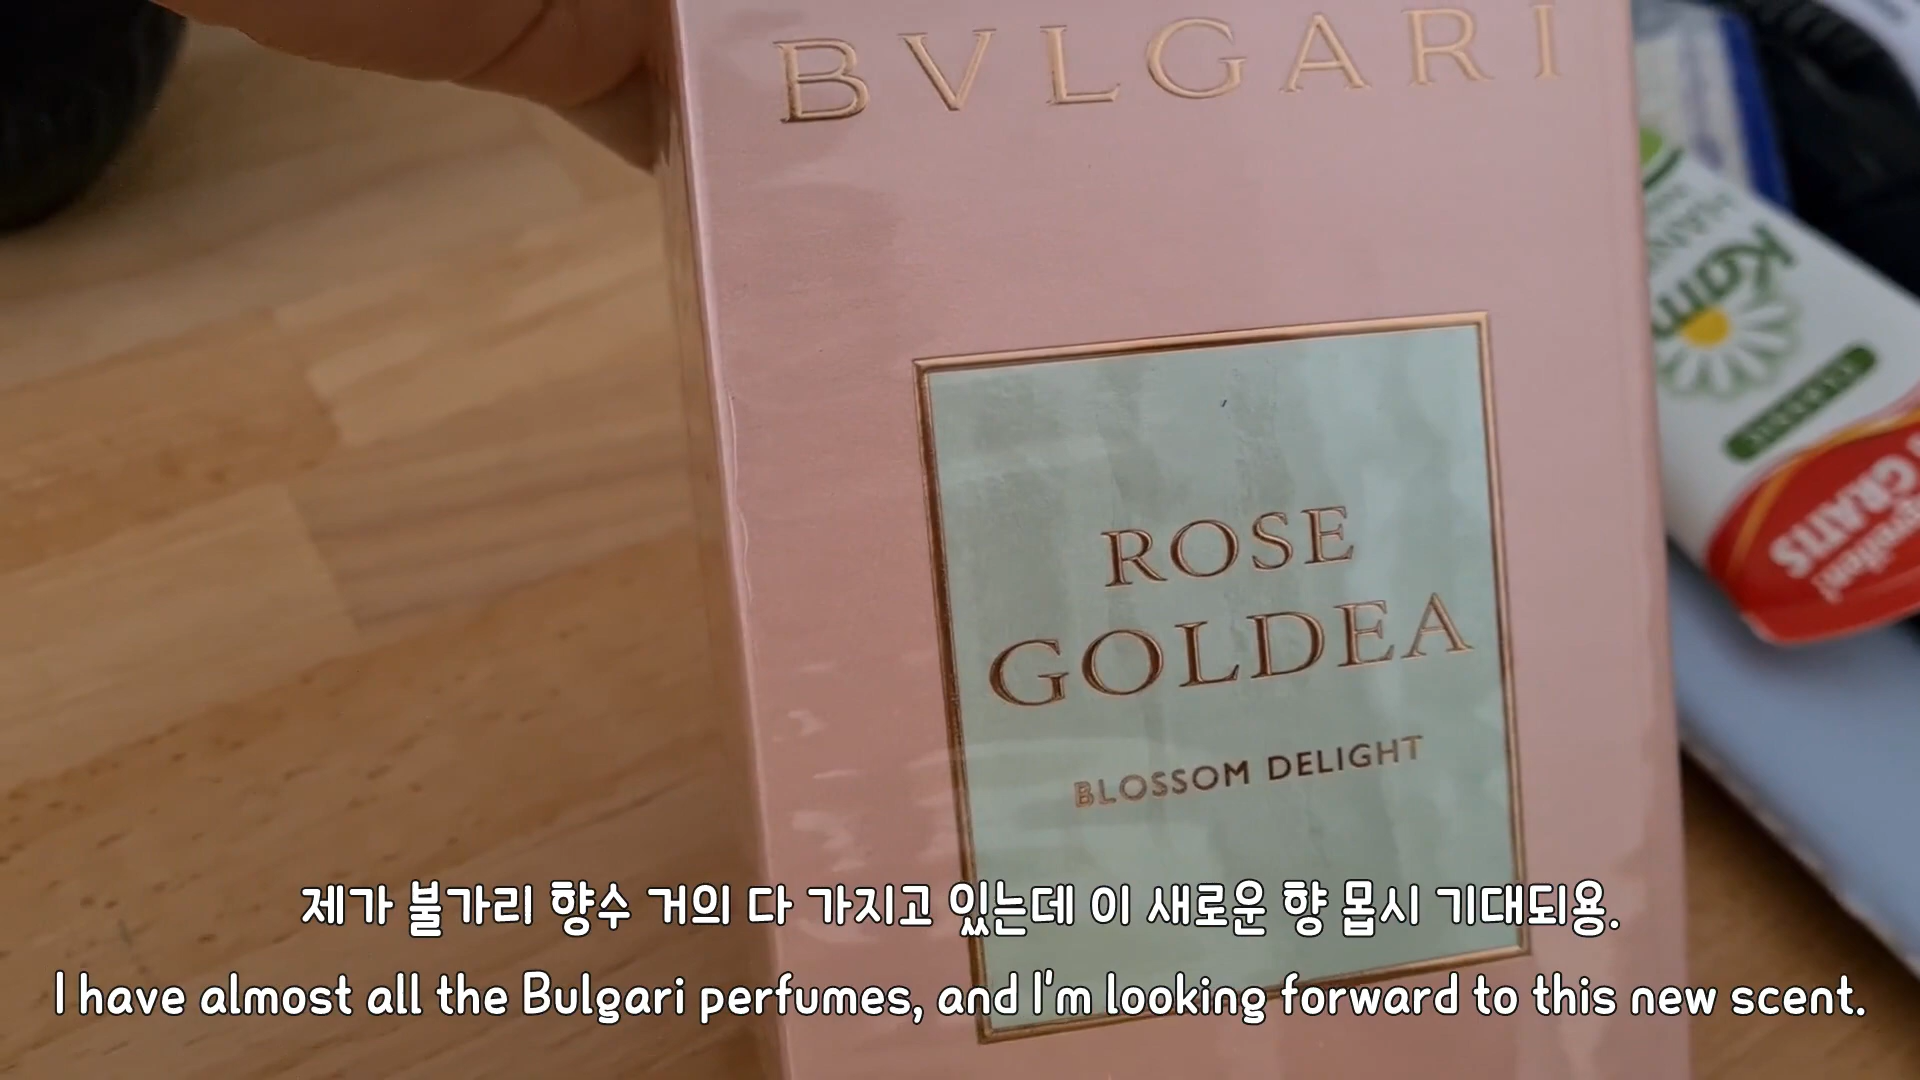 BVLGARI
ROSE
GOLDEA
BLOSSOM DELIGHT
Kam
GRATIS
제가 불가리 향수 거의 다 가지고 있는데 이 새로운 향 몹시 기대되용.
I have almost all the Bulgari perfumes, and I'm looking forward to this new scent.